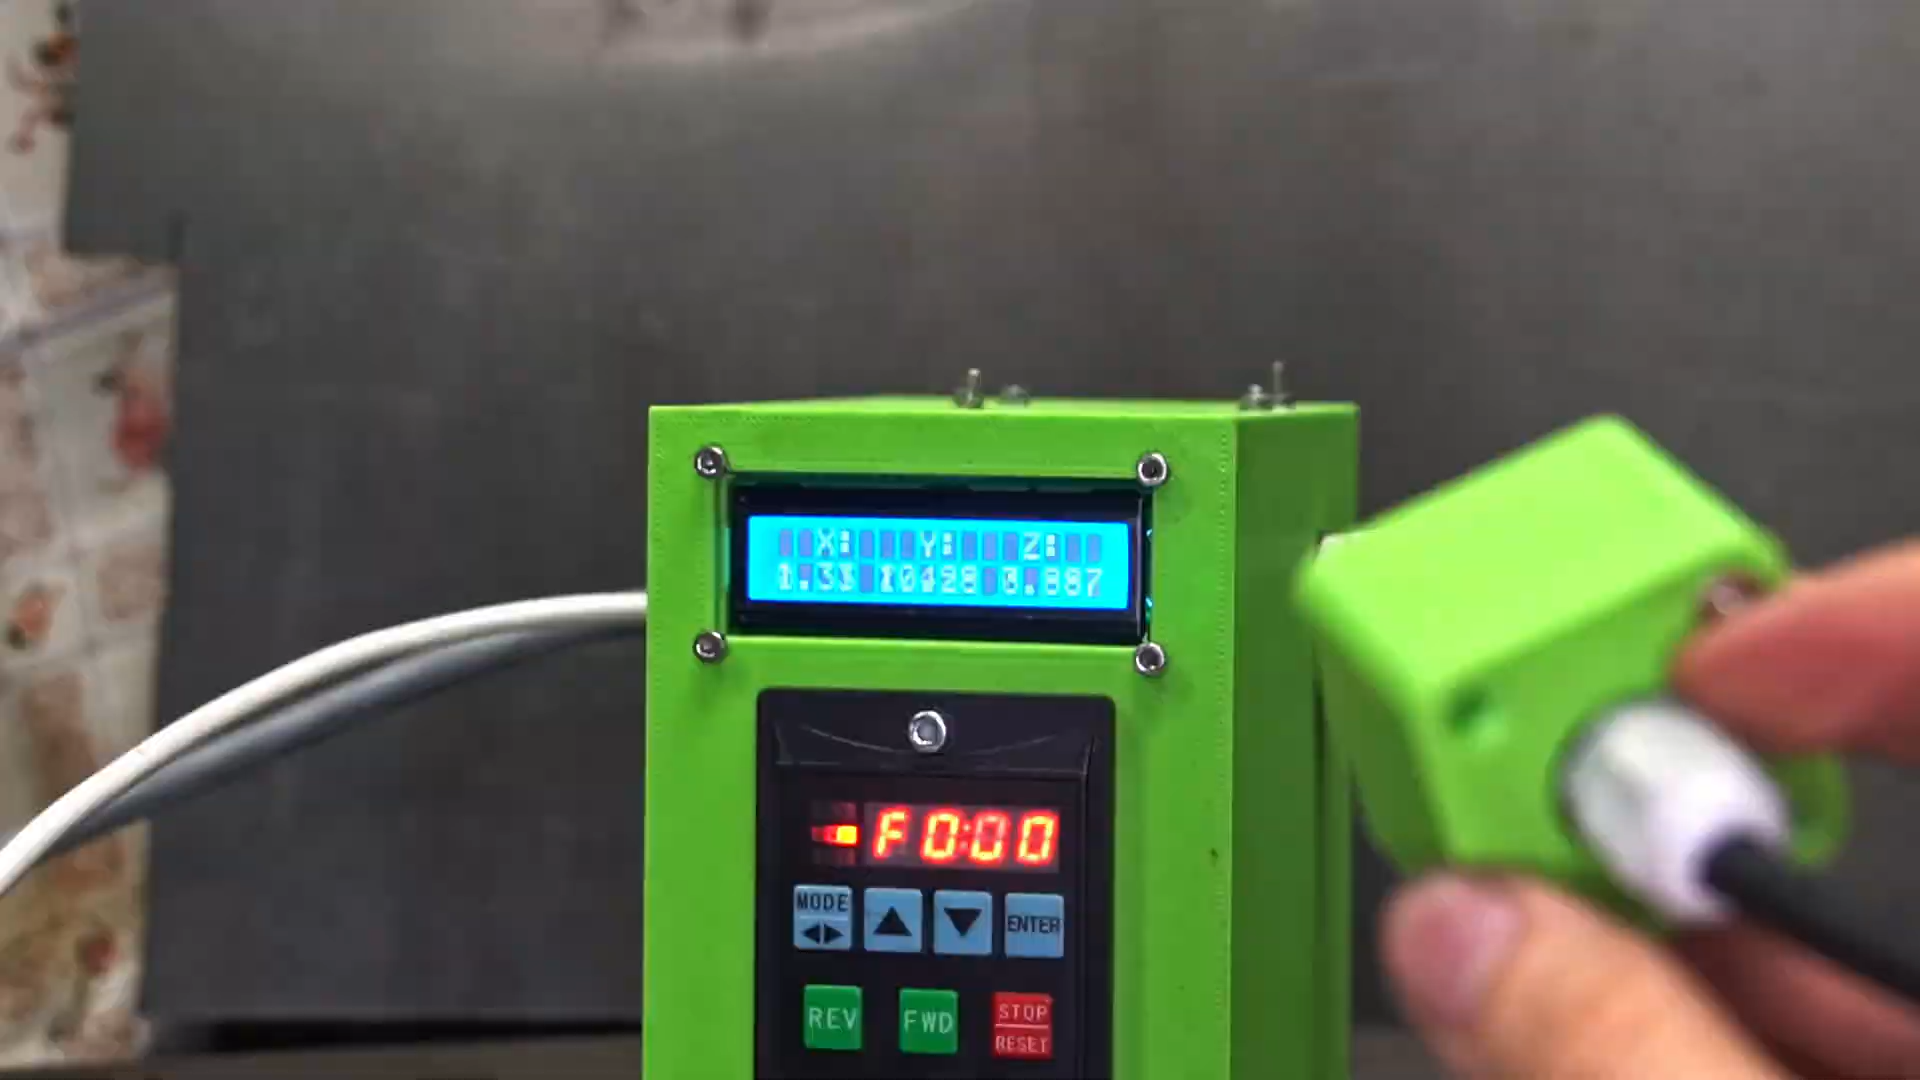 X: Y: Z:
F0:00
MODE
ENTER
REV FWD STOP
RESET